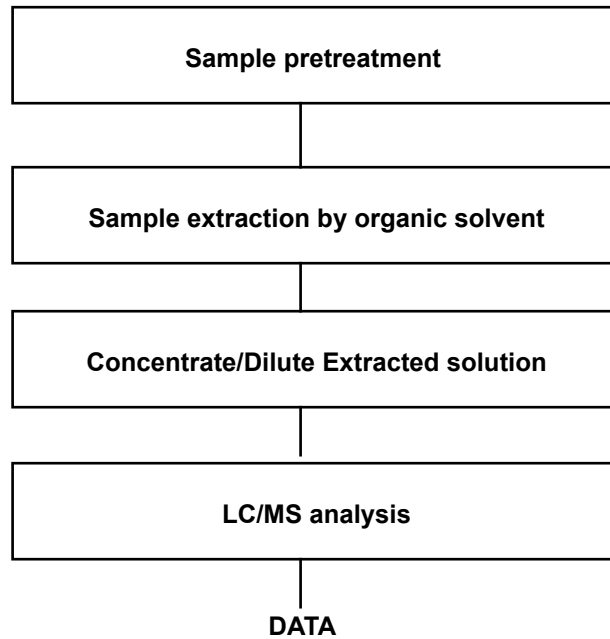 Sample pretreatment
Sample extraction by organic solvent
Concentrate/Dilute Extracted solution
LC/MS analysis
DATA